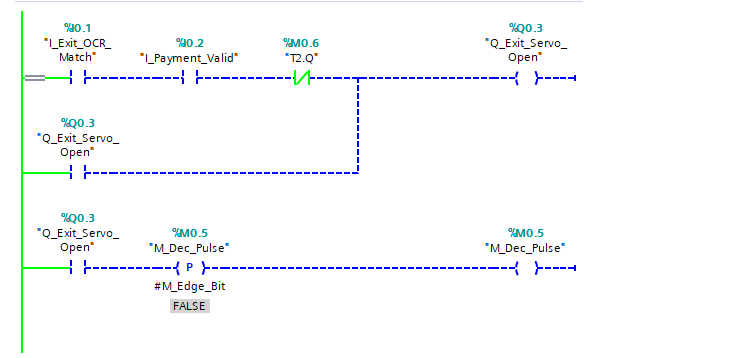 %I0.1
"I_Exit_OCR_
Match"
%I0.2
"I_Payment_Valid"
%M0.6
"T2.Q"
%Q0.3
"Q_Exit_Servo_
Open"
%Q0.3
"Q_Exit_Servo_
Open"
%Q0.3
"Q_Exit_Servo_
Open"
%M0.5
"M_Dec_Pulse"
P
#M_Edge_Bit
FALSE
%M0.5
"M_Dec_Pulse"